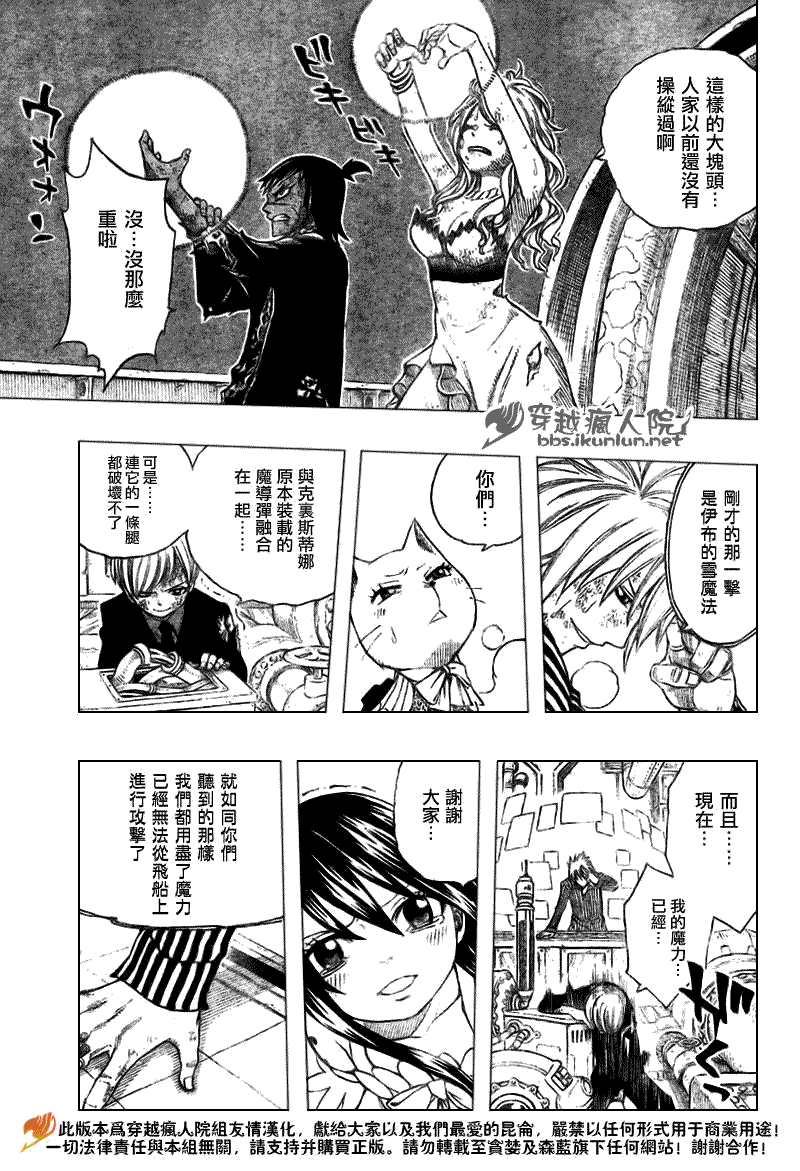 這樣的大塊頭…
人家以前還沒有
操縱過啊
ビキビキ
ウオオオ
沒…沒那麼
重啦
穿越瘋人院
bbs.ikunlun.net
剛才的那一擊
是伊布的雪魔法
你們…
與克裏斯蒂娜
原本裝載的
魔導彈融合
在一起……
可是……
連它的一條腿
都破壞不了
而且……
現在…
我的魔力…
已經…
謝謝
大家…
就如同你們
聽到的那樣
我們都用盡了魔力
已經無法從飛船上
進行攻擊了
此版本爲穿越瘋人院組友情漢化，獻給大家以及我們最愛的昆侖，嚴禁以任何形式用于商業用途！
一切法律責任與本組無關，請支持并購買正版。請勿轉載至貪婪及森藍旗下任何網站！謝謝合作！